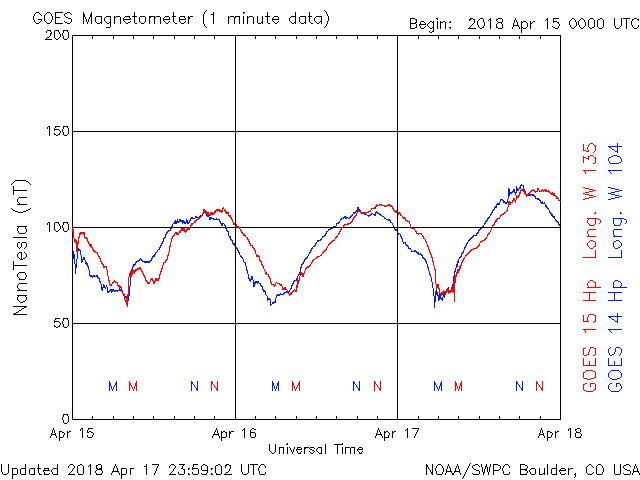 GOES Magnetometer (1 minute data)
Begin: 2018 Apr 15 0000 UTC
200
150
100
50
0
NanoTesla (nT)
M M N N M M N N M M N N
Apr 15 Apr 16 Apr 17 Apr 18
Universal Time
GOES 15 Hp Long. W 135
GOES 14 Hp Long. W 104
Updated 2018 Apr 17 23:59:02 UTC
NOAA/SWPC Boulder, CO USA